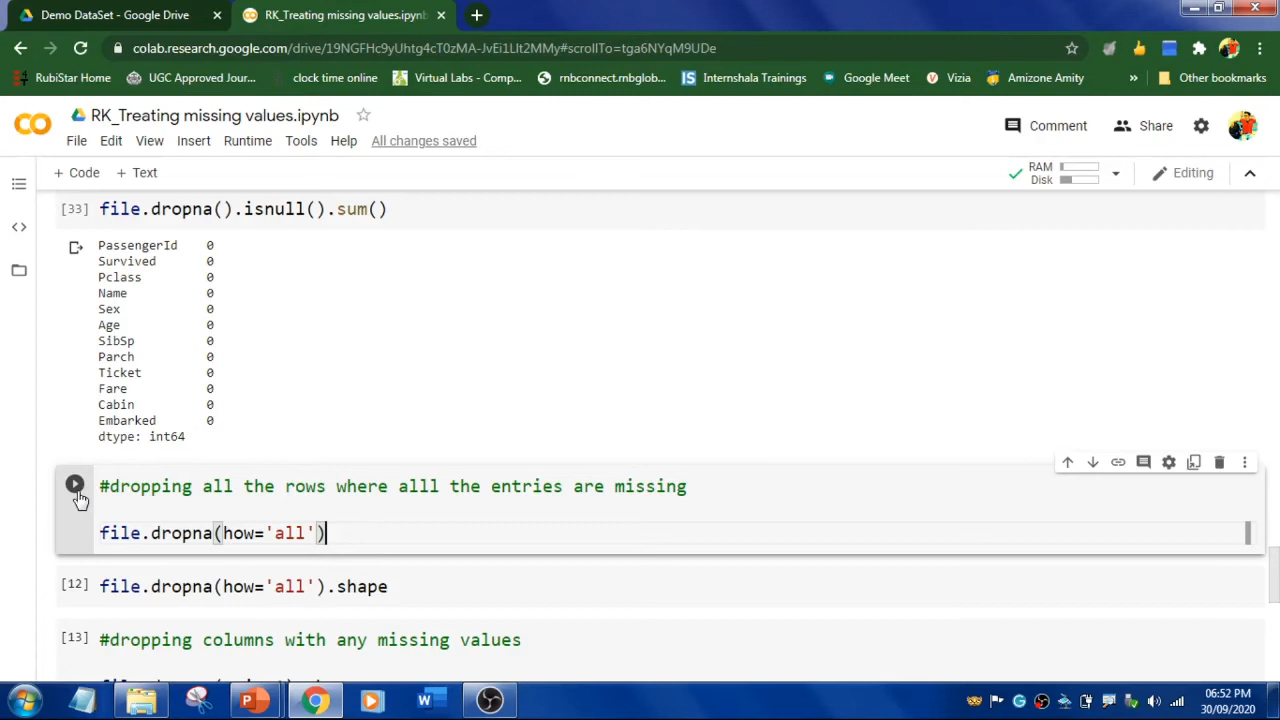 Demo DataSet - Google Drive
RK_Treating missing values.ipynb
colab.research.google.com/drive/19NGFHc9yUhtg4cT0zMA-JvEi1Llt2MMy#scrollTo=tga6NYqM9UDe
RubiStar Home
UGC Approved Jour...
clock time online
Virtual Labs - Comp...
rnbconnect.rnbglob...
Internshala Trainings
Google Meet
Vizia
Amizone Amity
»
Other bookmarks
RK_Treating missing values.ipynb
Comment
Share
File Edit View Insert Runtime Tools Help All changes saved
+ Code + Text
RAM
Disk
Editing
[33] file.dropna().isnull().sum()
PassengerId 0
Survived 0
Pclass 0
Name 0
Sex 0
Age 0
SibSp 0
Parch 0
Ticket 0
Fare 0
Cabin 0
Embarked 0
dtype: int64
#dropping all the rows where alll the entries are missing
file.dropna(how='all')
[12] file.dropna(how='all').shape
[13] #dropping columns with any missing values
06:52 PM
30/09/2020